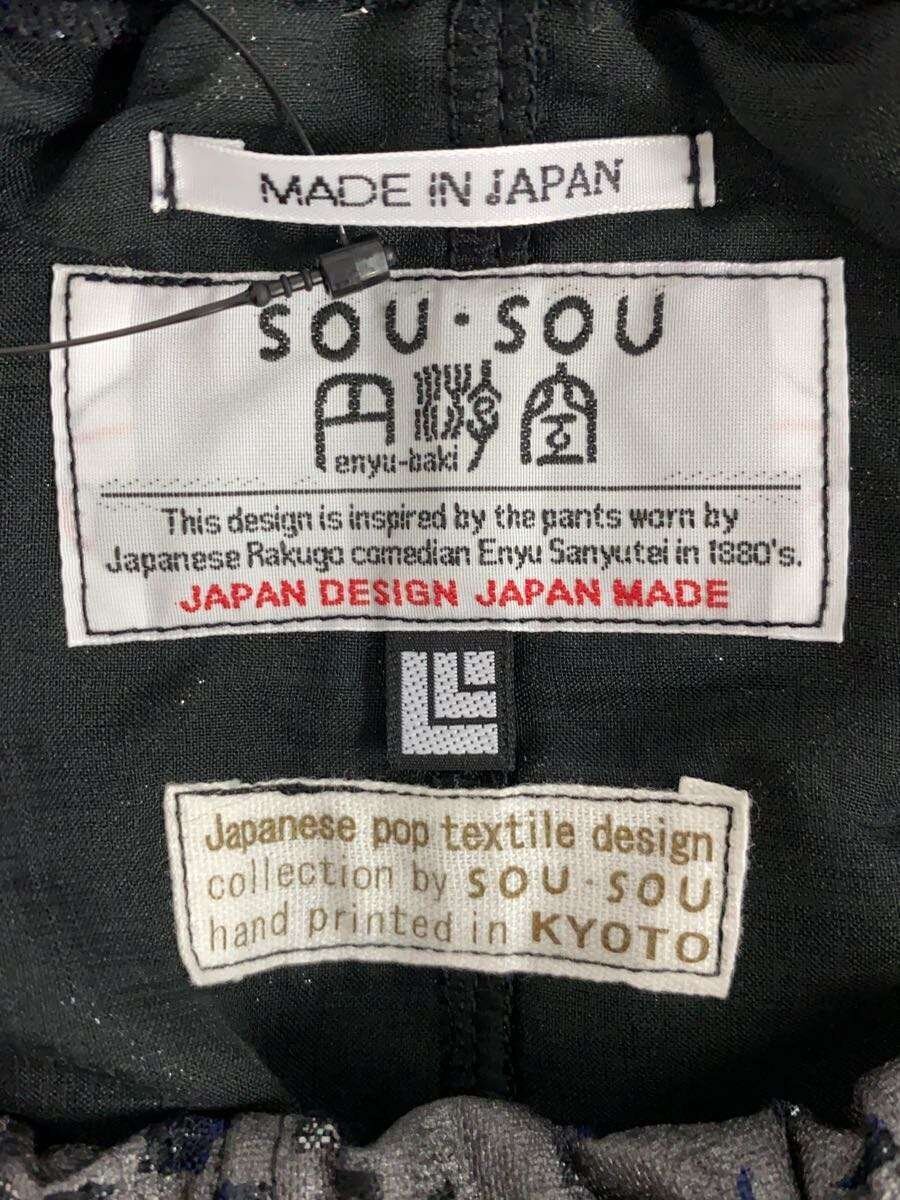 MADE IN JAPAN
SOU・SOU
enyu-baki
This design is inspired by the pants worn by
Japanese Rakugo comedian Enyu Sanyutei in 1880's.
JAPAN DESIGN JAPAN MADE
L
Japanese pop textile design
collection by SOU・SOU
hand printed in KYOTO